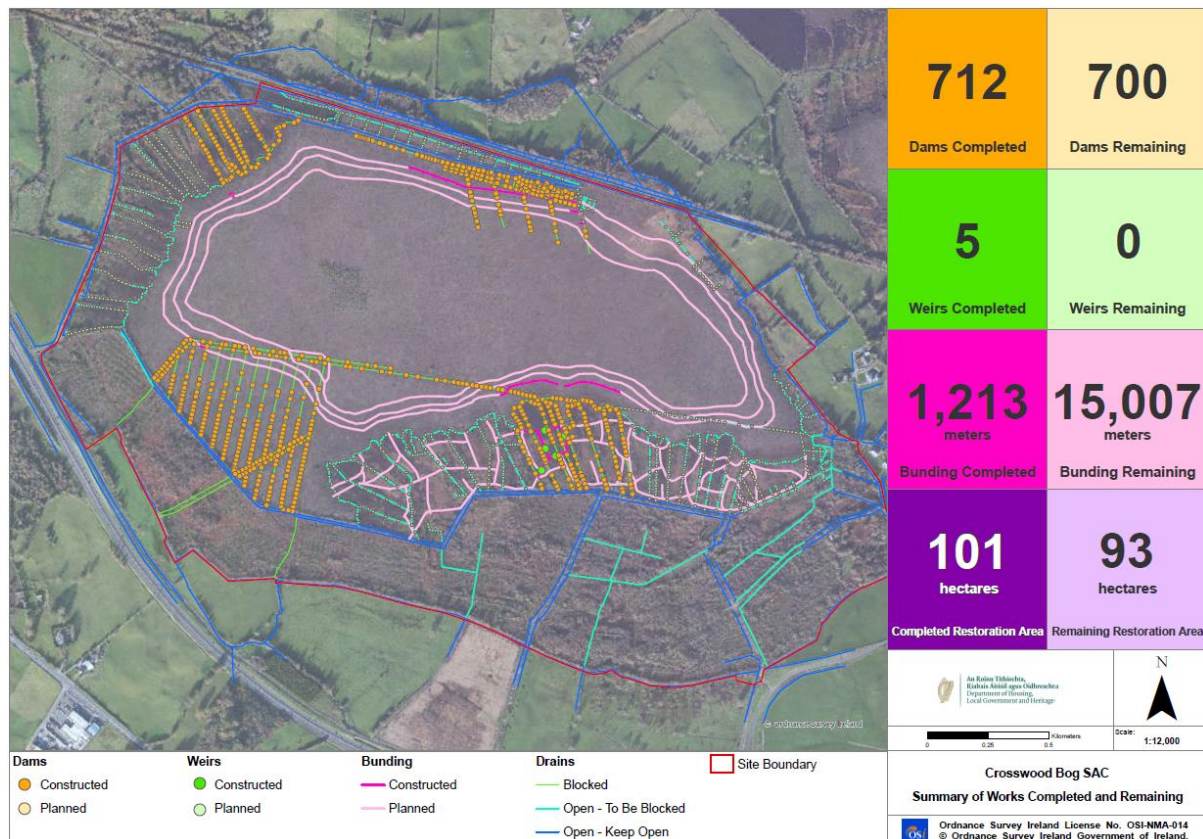 712
Dams Completed
700
Dams Remaining
5
Weirs Completed
0
Weirs Remaining
1,213
meters
Bunding Completed
15,007
meters
Bunding Remaining
101
hectares
Completed Restoration Area
93
hectares
Remaining Restoration Area
An Roinn Tithíochta,
Rialtais Áitiúil agus Oidhreachta
Department of Housing,
Local Government and Heritage
N
Kilometers
0 0.25 0.5
Scale:
1:12,000
© Ordnance Survey Ireland
Dams
Constructed
Planned
Weirs
Constructed
Planned
Bunding
Constructed
Planned
Drains
Blocked
Open - To Be Blocked
Open - Keep Open
Site Boundary
Crosswood Bog SAC
Summary of Works Completed and Remaining
OSi
Ordnance Survey Ireland License No. OSI-NMA-014
© Ordnance Survey Ireland Government of Ireland.